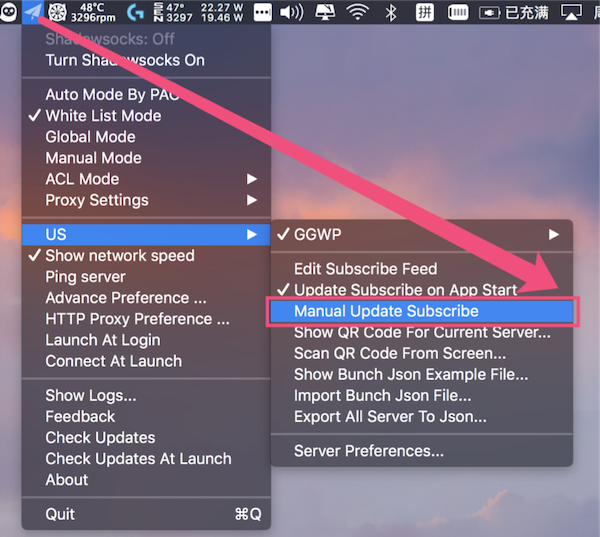 48°C
3296rpm
SEN
47°
3297
22.27 W
19.46 W
拼
已充满
Shadowsocks: Off
Turn Shadowsocks On
Auto Mode By PAC
✓ White List Mode
Global Mode
Manual Mode
ACL Mode
Proxy Settings
US
✓ Show network speed
Ping server
Advance Preference ...
HTTP Proxy Preference ...
Launch At Login
Connect At Launch
Show Logs...
Feedback
Check Updates
Check Updates At Launch
About
Quit ⌘Q
✓ GGWP
Edit Subscribe Feed
✓ Update Subscribe on App Start
Manual Update Subscribe
Show QR Code For Current Server...
Scan QR Code From Screen...
Show Bunch Json Example File...
Import Bunch Json File...
Export All Server To Json...
Server Preferences...